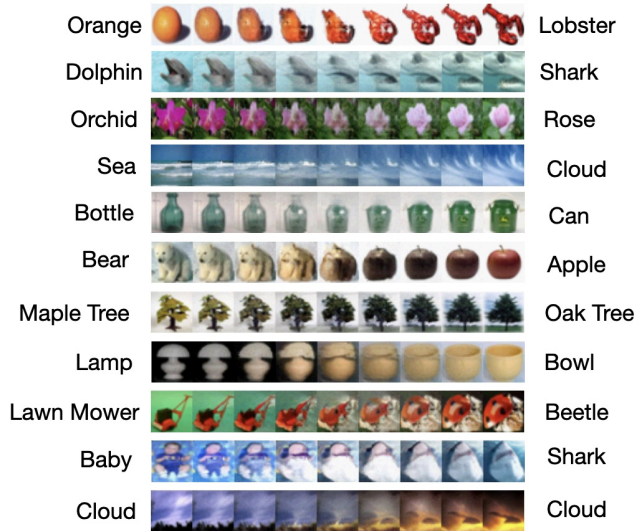 Orange Lobster
Dolphin Shark
Orchid Rose
Sea Cloud
Bottle Can
Bear Apple
Maple Tree Oak Tree
Lamp Bowl
Lawn Mower Beetle
Baby Shark
Cloud Cloud